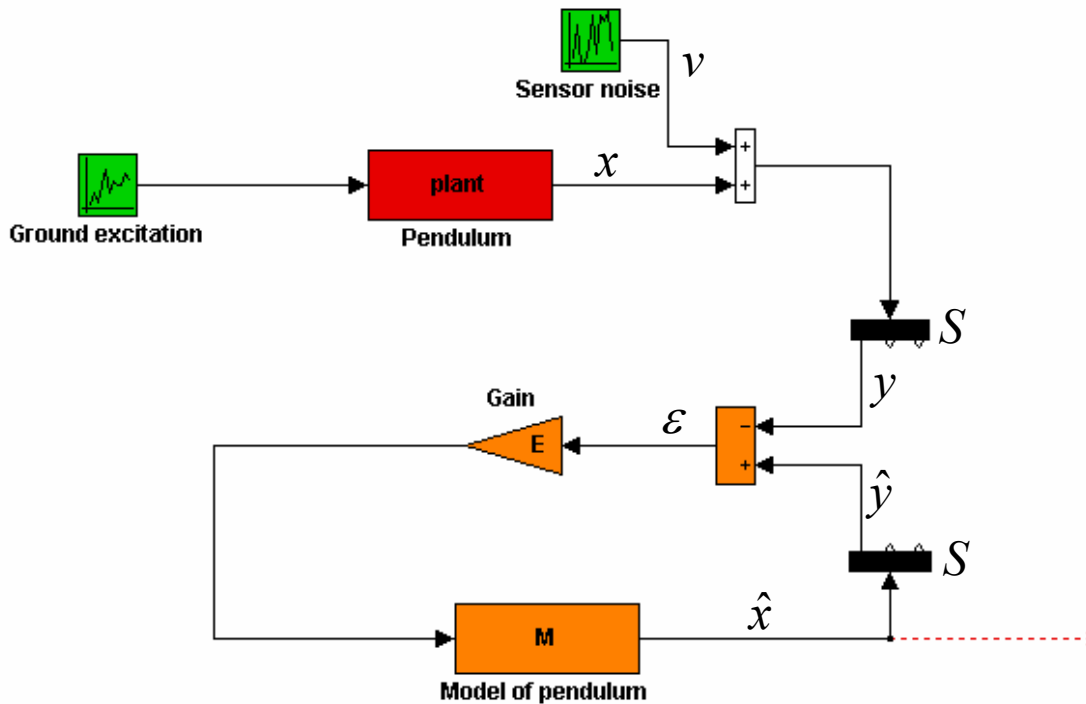 v
Sensor noise
+
x
+
plant
Ground excitation
Pendulum
S
y
Gain
ε
−
E
+
ŷ
S
x̂
M
Model of pendulum